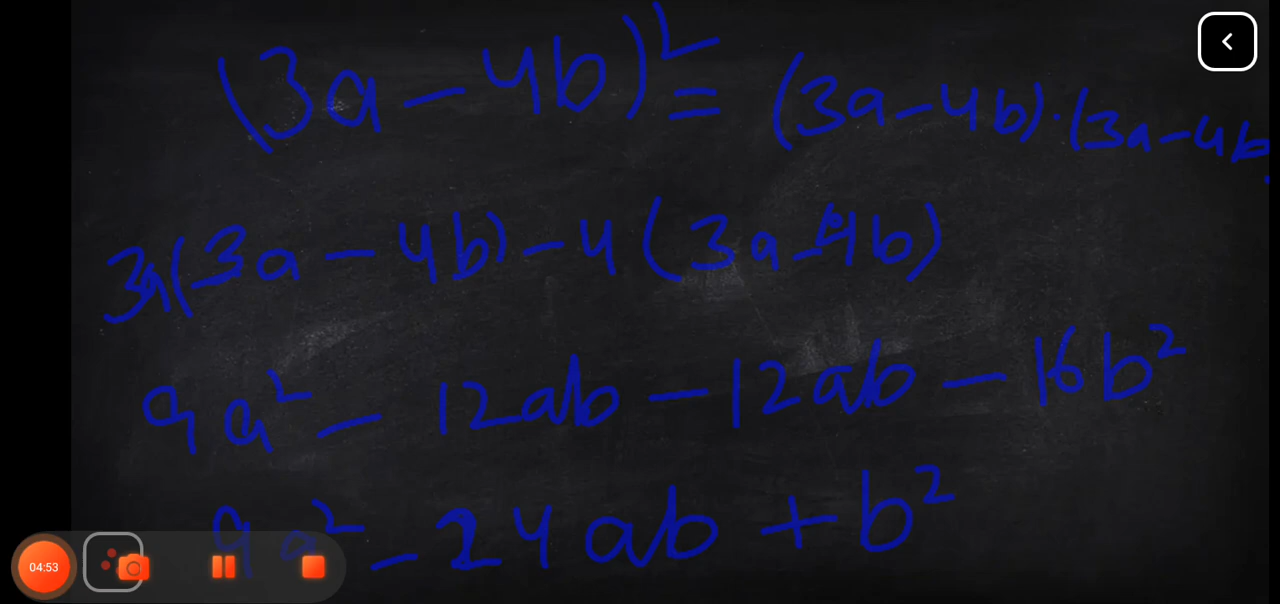 (3a-4b)² = (3a-4b)·(3a-4b
3a(3a-4b)-4(3a-4b)
9a² - 12ab - 12ab - 16b²
9a² - 24ab + b²
04:53